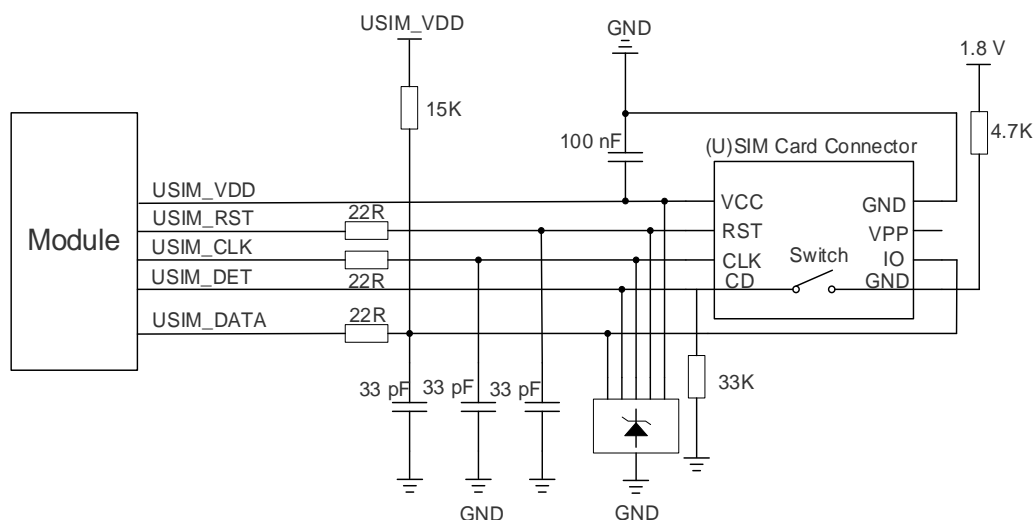 USIM_VDD
GND
1.8 V
15K
4.7K
100 nF
(U)SIM Card Connector
Module
USIM_VDD
USIM_RST
22R
USIM_CLK
USIM_DET
22R
USIM_DATA
22R
VCC
GND
RST
VPP
CLK
Switch
IO
CD
GND
33 pF
33 pF
33 pF
33K
GND
GND